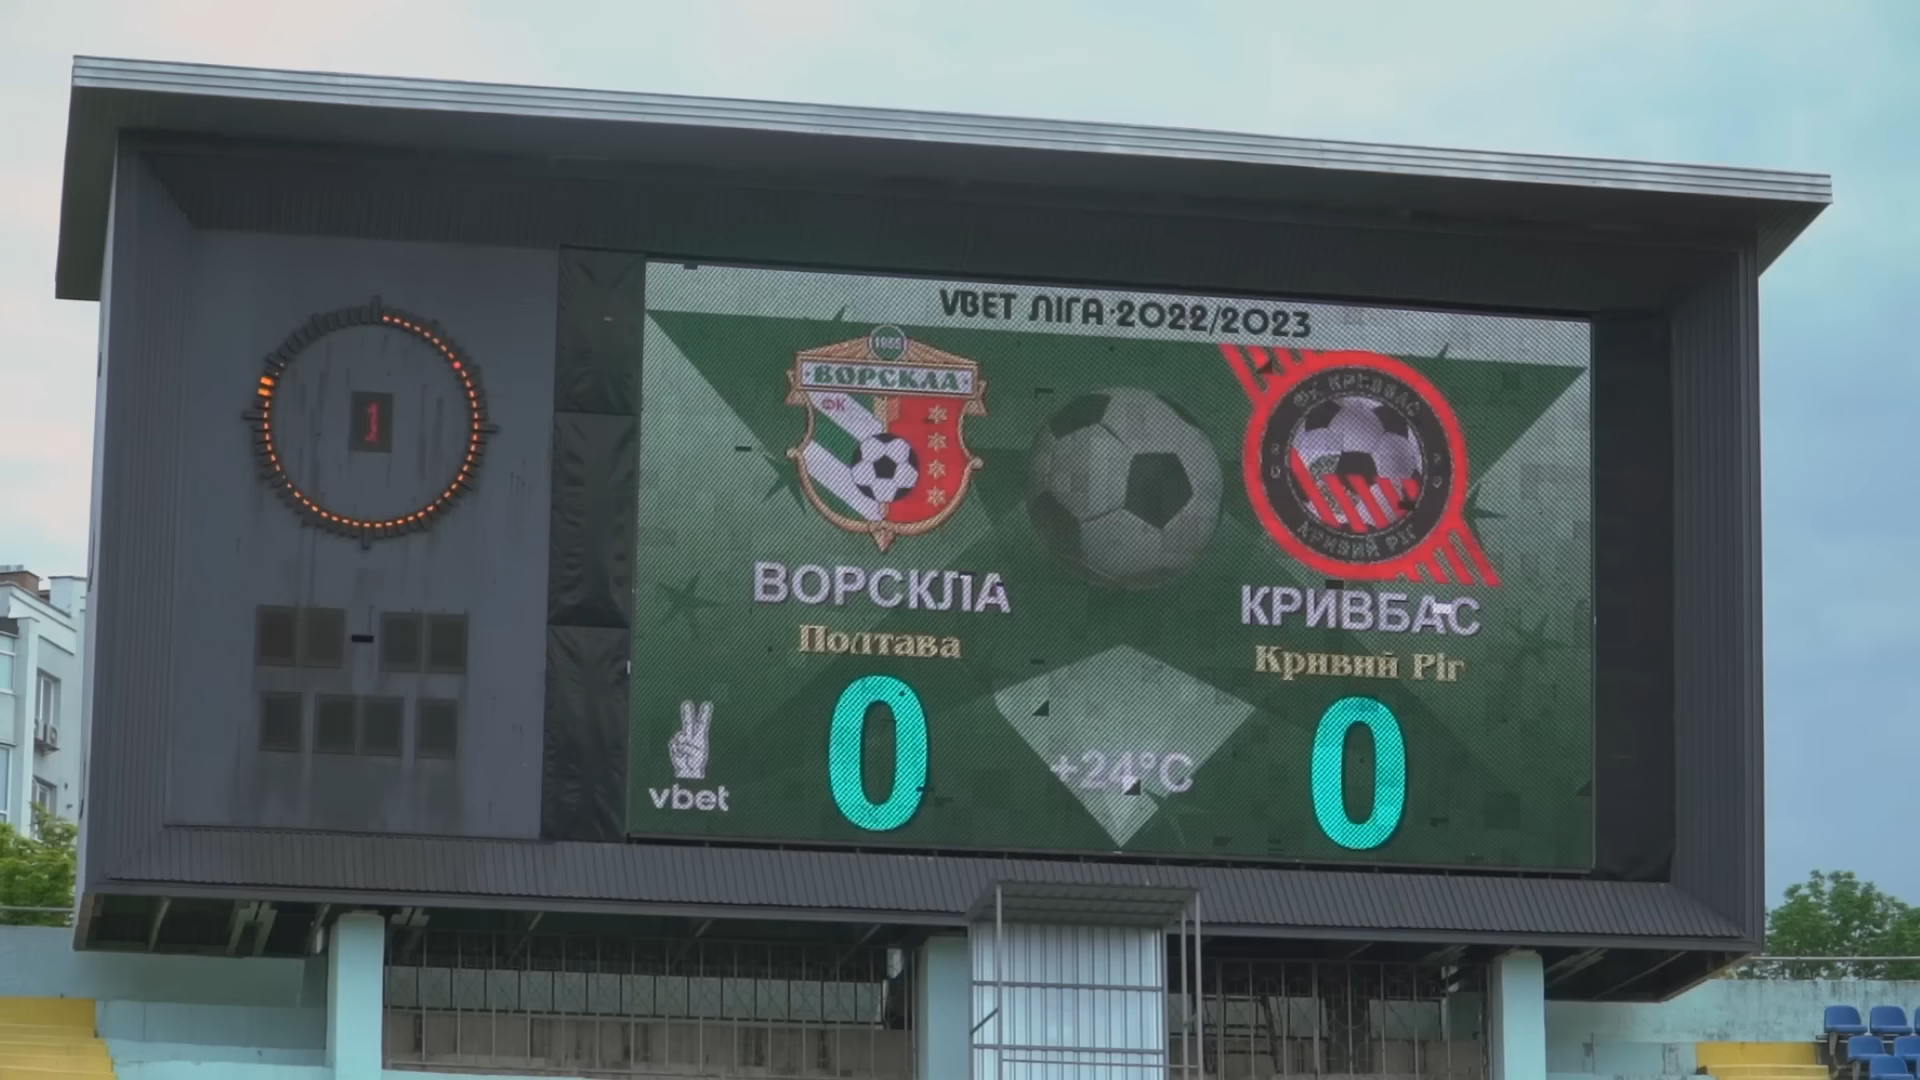 VBET ЛІГА·2022/2023
1955
ВОРСКЛА
ФК
ФК КРИВБАС
КРИВИЙ РІГ
1
ВОРСКЛА
КРИВБАС
Полтава
Кривий Ріг
vbet
0
+24°C
0